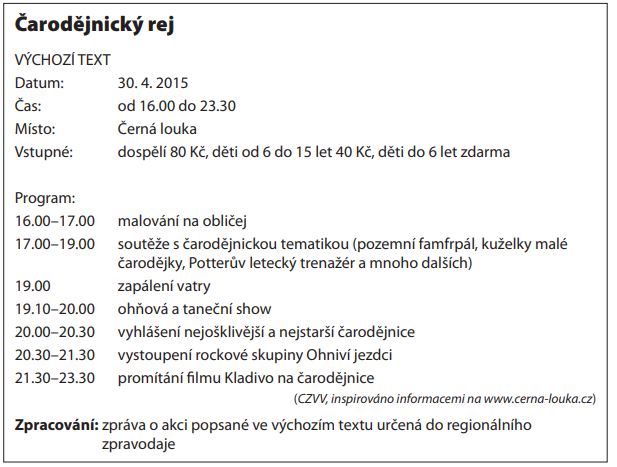 Čarodějnický rej
VÝCHOZÍ TEXT
Datum: 30. 4. 2015
Čas: od 16.00 do 23.30
Místo: Černá louka
Vstupné: dospělí 80 Kč, děti od 6 do 15 let 40 Kč, děti do 6 let zdarma
Program:
16.00–17.00 malování na obličej
17.00–19.00 soutěže s čarodějnickou tematikou (pozemní famfrpál, kuželky malé
čarodějky, Potterův letecký trenažér a mnoho dalších)
19.00 zapálení vatry
19.10–20.00 ohňová a taneční show
20.00–20.30 vyhlášení nejošklivější a nejstarší čarodějnice
20.30–21.30 vystoupení rockové skupiny Ohniví jezdci
21.30–23.30 promítání filmu Kladivo na čarodějnice
(CZVV, inspirováno informacemi na www.cerna-louka.cz)
Zpracování: zpráva o akci popsané ve výchozím textu určená do regionálního
zpravodaje